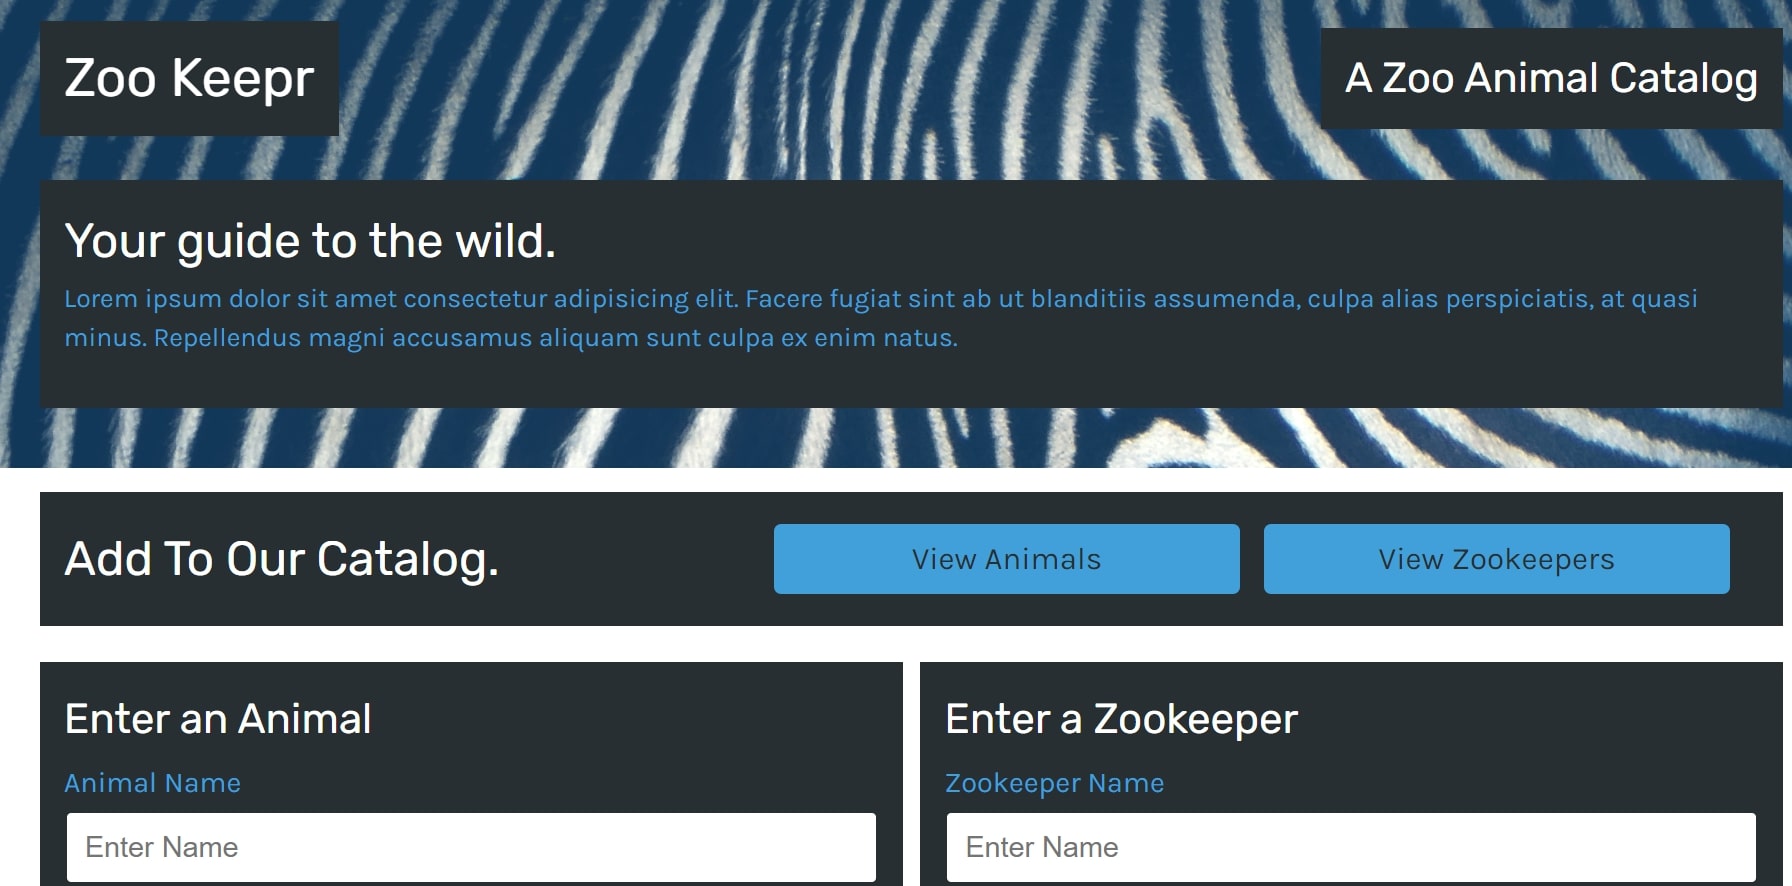 Zoo Keepr
A Zoo Animal Catalog
Your guide to the wild.
Lorem ipsum dolor sit amet consectetur adipisicing elit. Facere fugiat sint ab ut blanditiis assumenda, culpa alias perspiciatis, at quasi
minus. Repellendus magni accusamus aliquam sunt culpa ex enim natus.
Add To Our Catalog.
View Animals
View Zookeepers
Enter an Animal
Animal Name
Enter Name
Enter a Zookeeper
Zookeeper Name
Enter Name